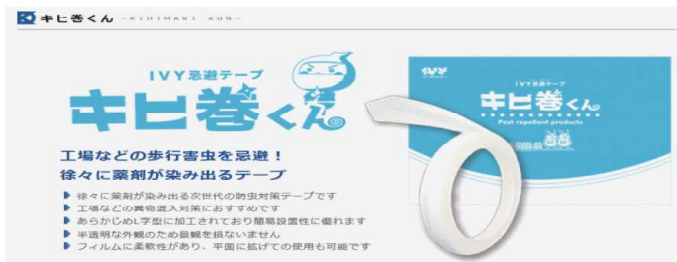 キヒ巻くん -KIHIMAKI KUN-
IVY忌避テープ
キヒ巻くん®
工場などの歩行害虫を忌避！
徐々に薬剤が染み出るテープ
徐々に薬剤が染み出る次世代の防虫対策テープです
工場などの異物混入対策におすすめです
あらかじめL字型に加工されており簡易設置性に優れます
半透明な外観のため景観を損ないません
フィルムに柔軟性があり、平面に拡げての使用も可能です
IVY
IVY忌避テープ
キヒ巻くん®
Pest repellent products